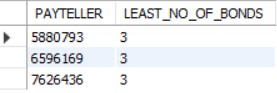 PAYTELLER LEAST_NO_OF_BONDS
5880793 3
6596169 3
7626436 3